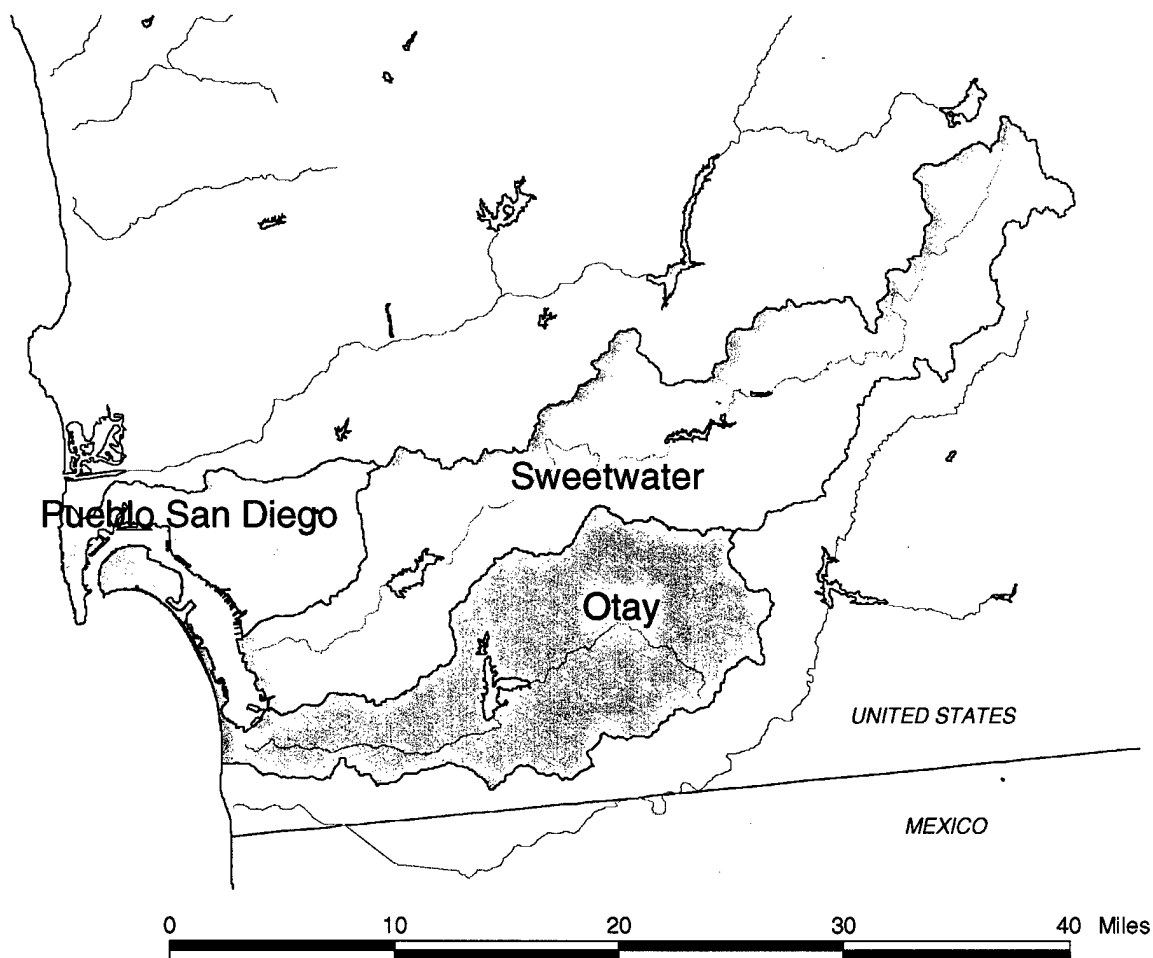 Sweetwater
Pueblo San Diego
Otay
UNITED STATES
MEXICO
0 10 20 30 40 Miles